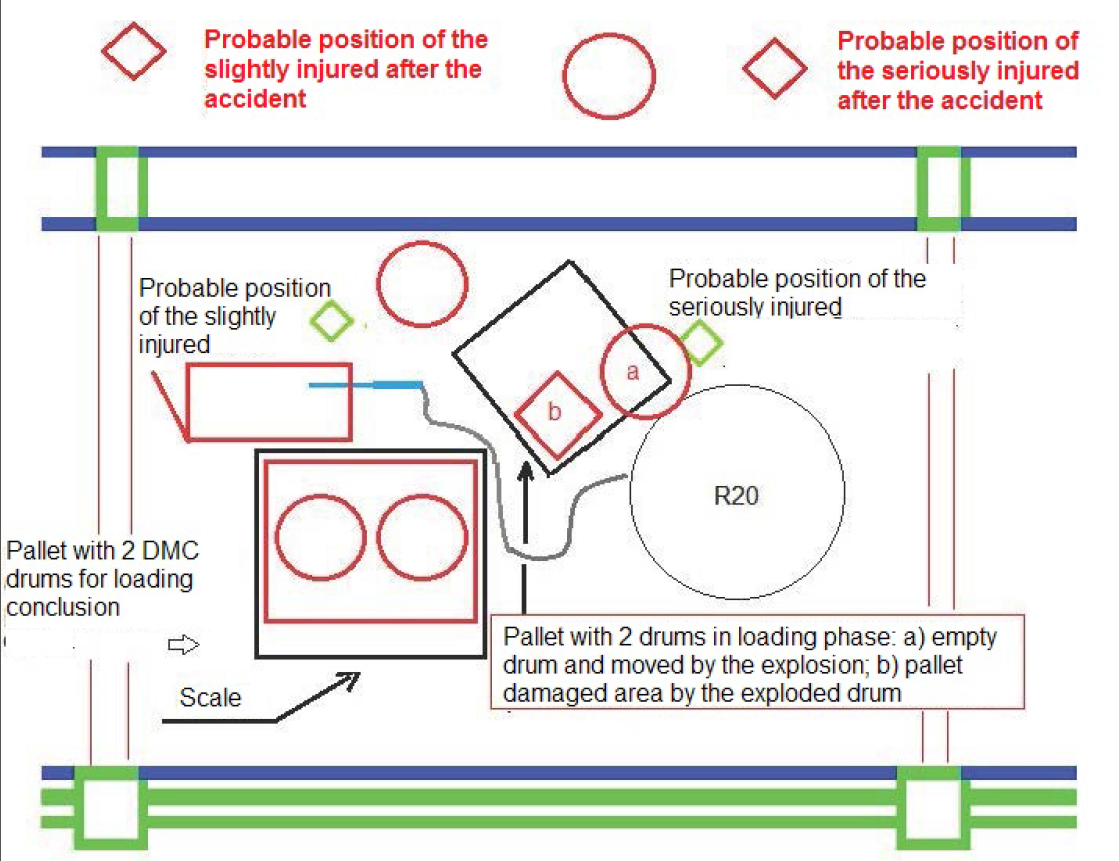 Probable position of the
slightly injured after the
accident
Probable position of
the seriously injured
after the accident
Probable position
of the slightly
injured
Probable position of the
seriously injured
a
b
R20
Pallet with 2 DMC
drums for loading
conclusion
Pallet with 2 drums in loading phase: a) empty
drum and moved by the explosion; b) pallet
damaged area by the exploded drum
Scale